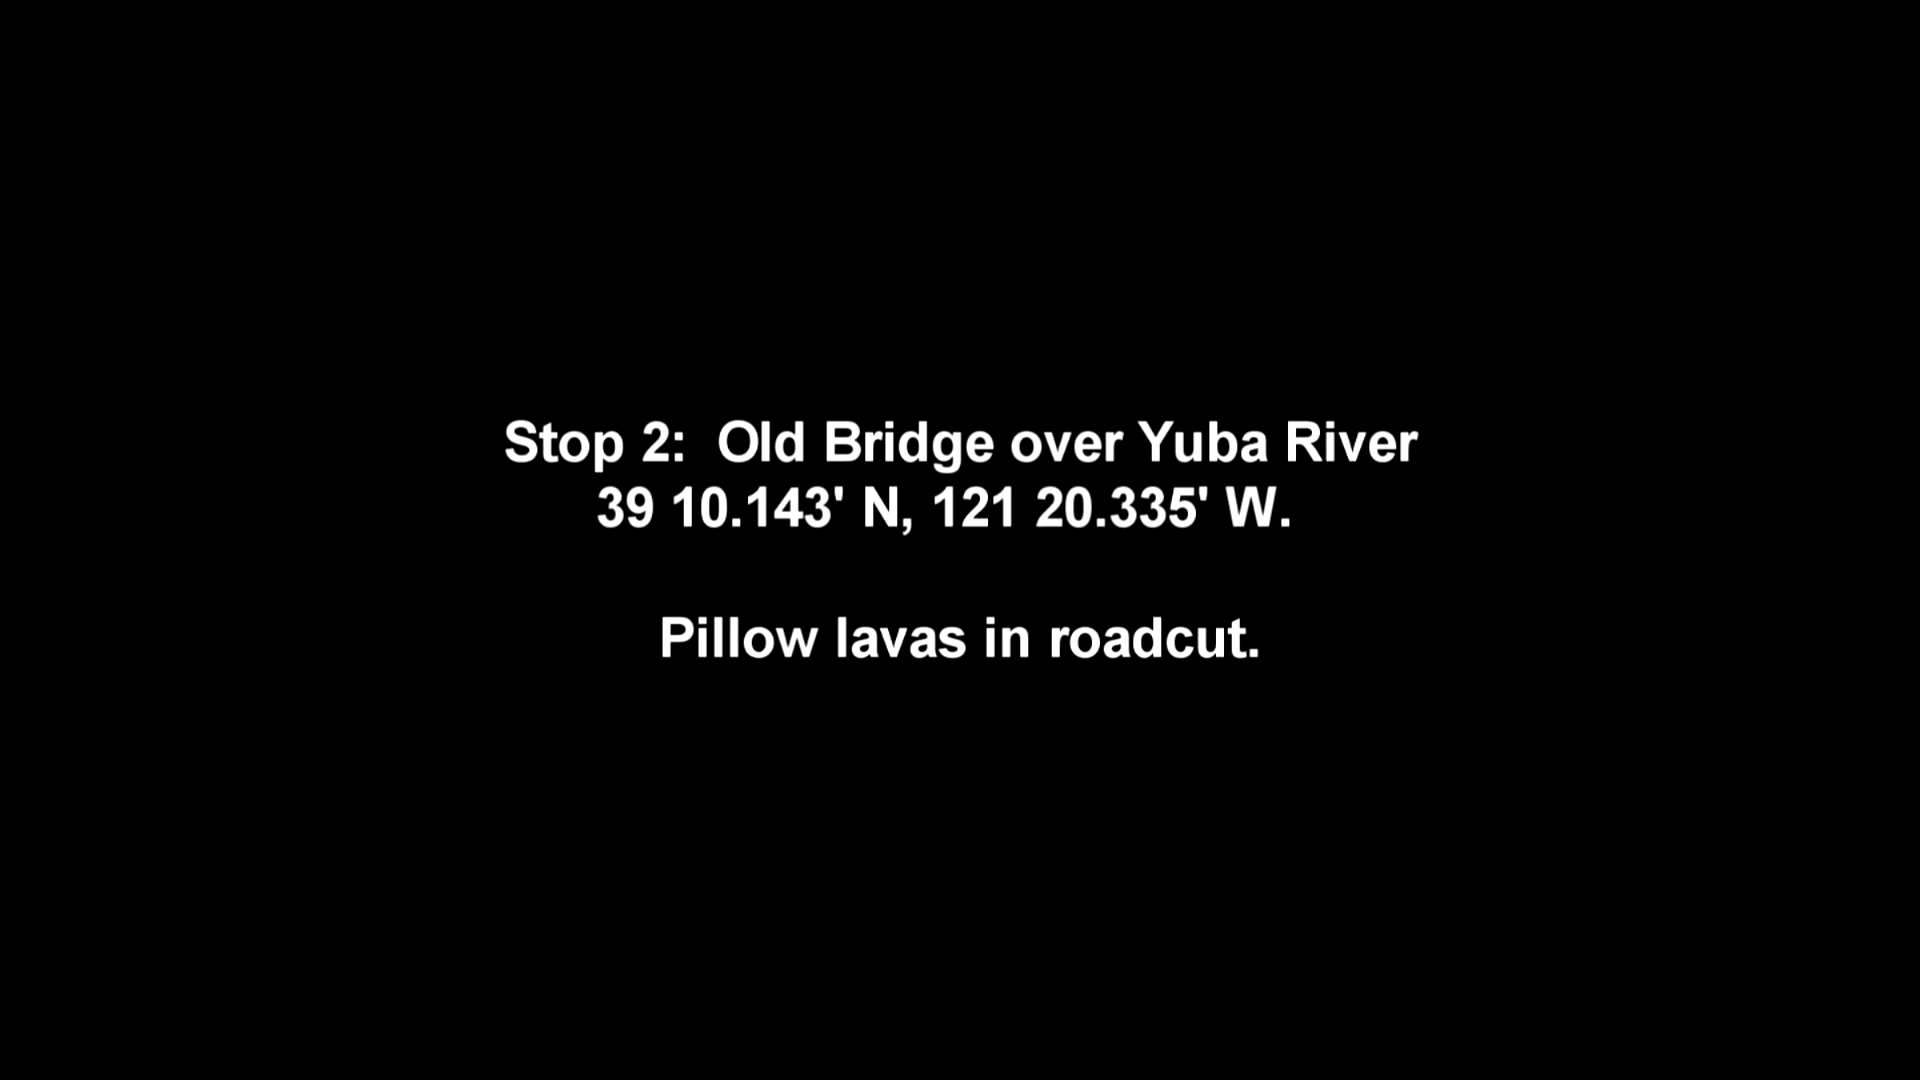 Stop 2:  Old Bridge over Yuba River
39 10.143' N, 121 20.335' W.
Pillow lavas in roadcut.